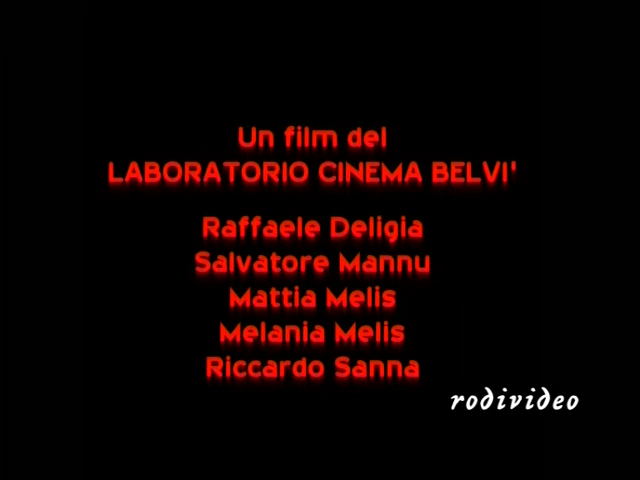 Un film del
LABORATORIO CINEMA BELVI'
Raffaele Deligia
Salvatore Mannu
Mattia Melis
Melania Melis
Riccardo Sanna
rodivideo